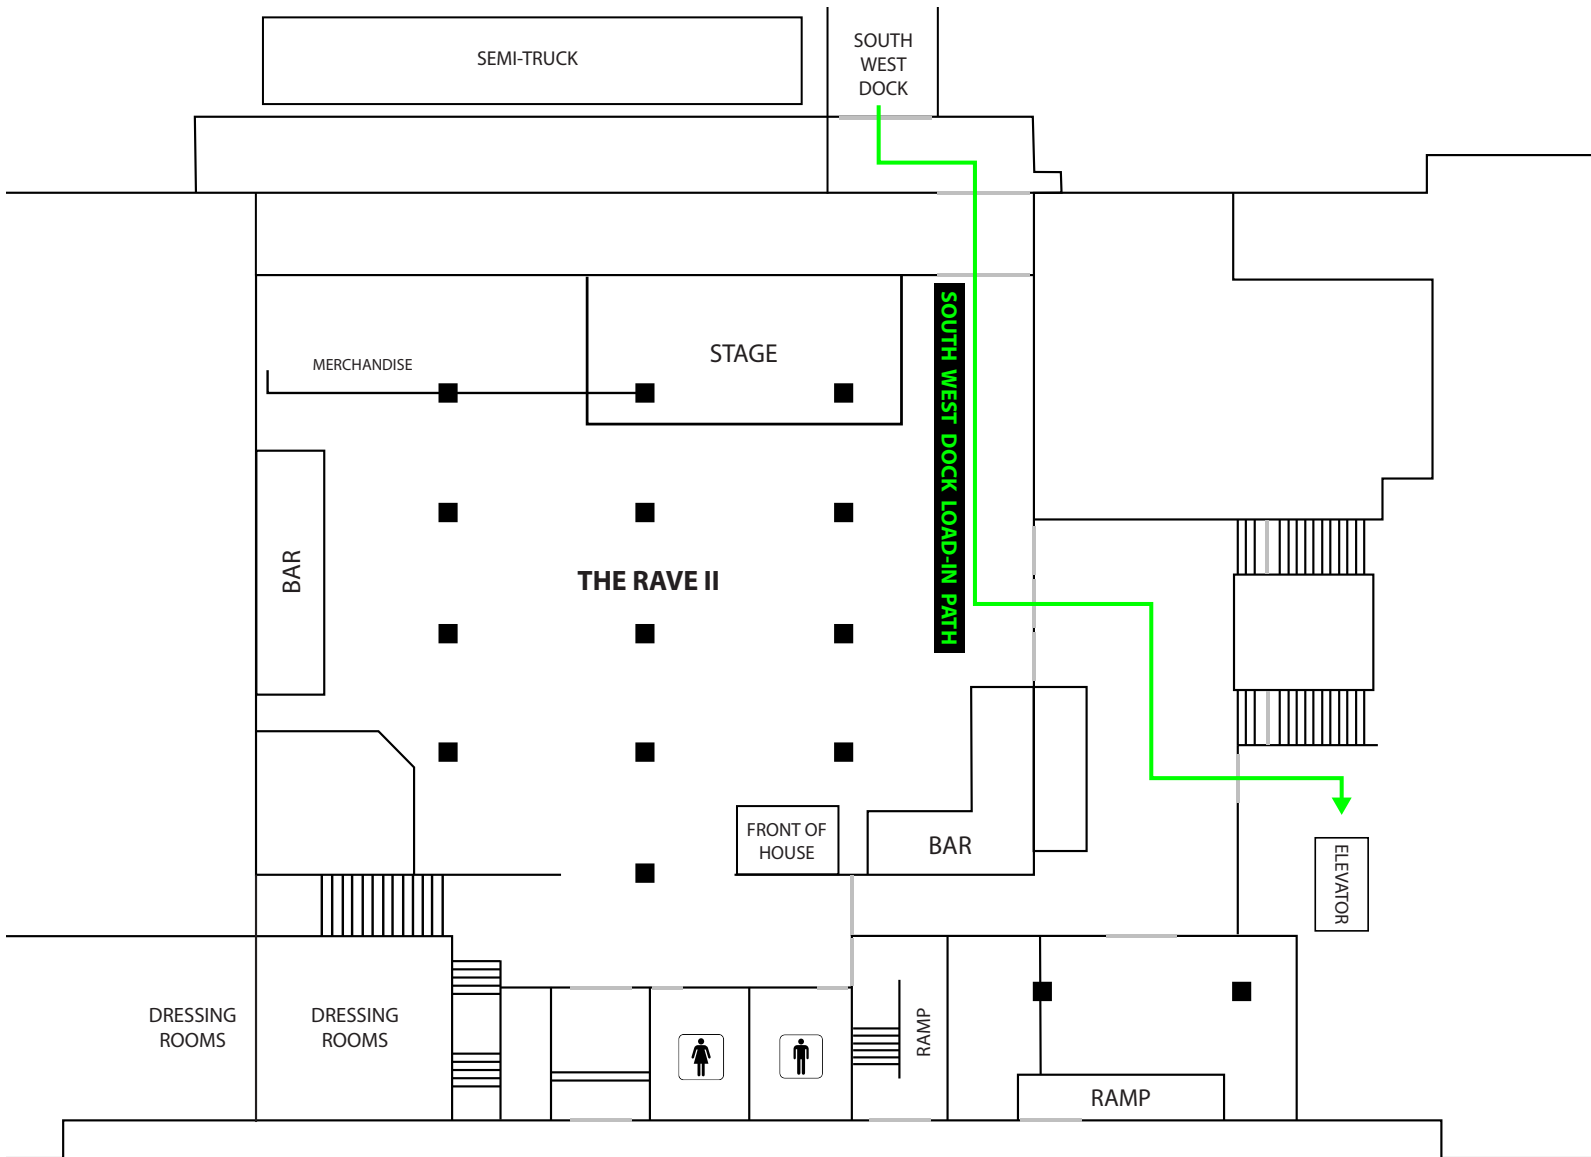 SEMI-TRUCK
SOUTH
WEST
DOCK
MERCHANDISE
STAGE
SOUTH WEST DOCK LOAD-IN PATH
BAR
THE RAVE II
FRONT OF
HOUSE
BAR
ELEVATOR
DRESSING
ROOMS
DRESSING
ROOMS
RAMP
RAMP